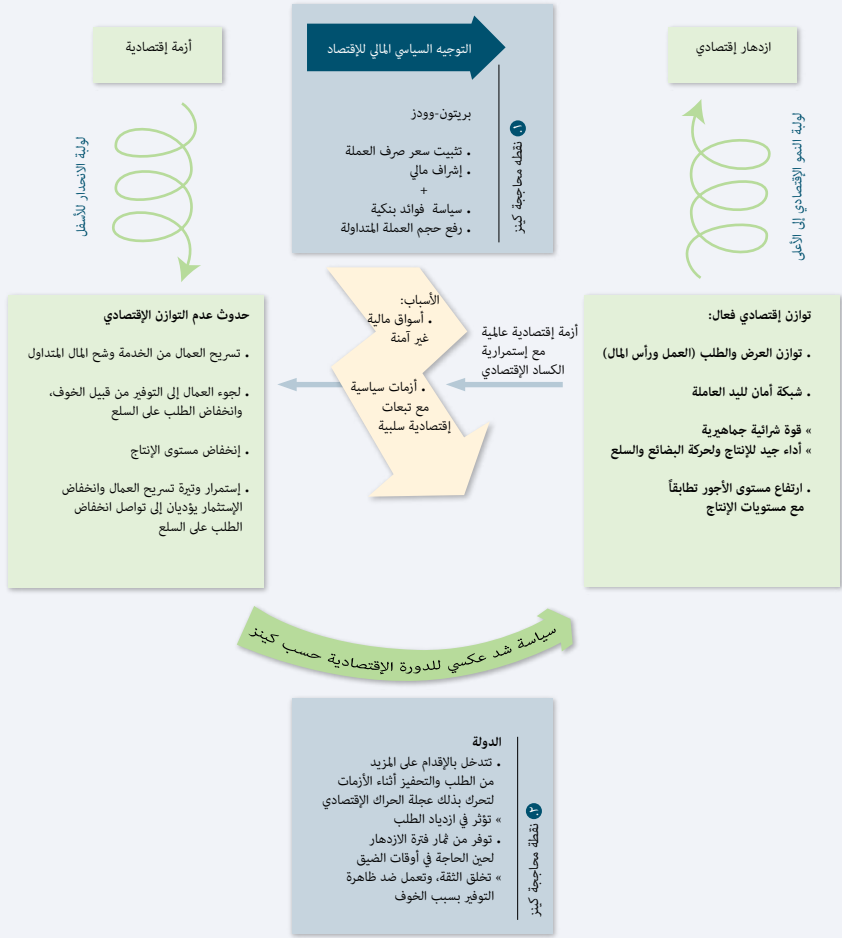 ازدهار إقتصادي
لولبة النمو الإقتصادي إلى الأعلى
التوجيه السياسي المالي للإقتصاد
١. نقطه محاججة كينز
بريتون-وودز
. تثبيت سعر صرف العملة
. إشراف مالي
+
. سياسة فوائد بنكية
. رفع حجم العملة المتداولة
أزمة إقتصادية
لولبة الانحدار للأسفل
توازن إقتصادي فعال:
. توازن العرض والطلب (العمل ورأس المال)
. شبكة أمان لليد العاملة
» قوة شرائية جماهيرية
» أداء جيد للإنتاج ولحركة البضائع والسلع
. ارتفاع مستوى الأجور تطابقاً
مع مستويات الإنتاج
أزمة إقتصادية عالمية
مع إستمرارية
الكساد الإقتصادي
الأسباب:
. أسواق مالية
غير آمنة
. أزمات سياسية
مع تبعات
إقتصادية سلبية
حدوث عدم التوازن الإقتصادي
. تسريح العمال من الخدمة وشح المال المتداول
. لجوء العمال إلى التوفير من قبيل الخوف،
وانخفاض الطلب على السلع
. إنخفاض مستوى الإنتاج
. إستمرار وتيرة تسريح العمال وانخفاض
الإستثمار يؤديان إلى تواصل انخفاض
الطلب على السلع
سياسة شد عكسي للدورة الإقتصادية حسب كينز
٢. نقطة محاججة كينز
الدولة
. تتدخل بالإقدام على المزيد
من الطلب والتحفيز أثناء الأزمات
لتحرك بذلك عجلة الحراك الإقتصادي
» تؤثر في ازدياد الطلب
. توفر من ثمار فترة الازدهار
لحين الحاجة في أوقات الضيق
» تخلق الثقة، وتعمل ضد ظاهرة
التوفير بسبب الخوف